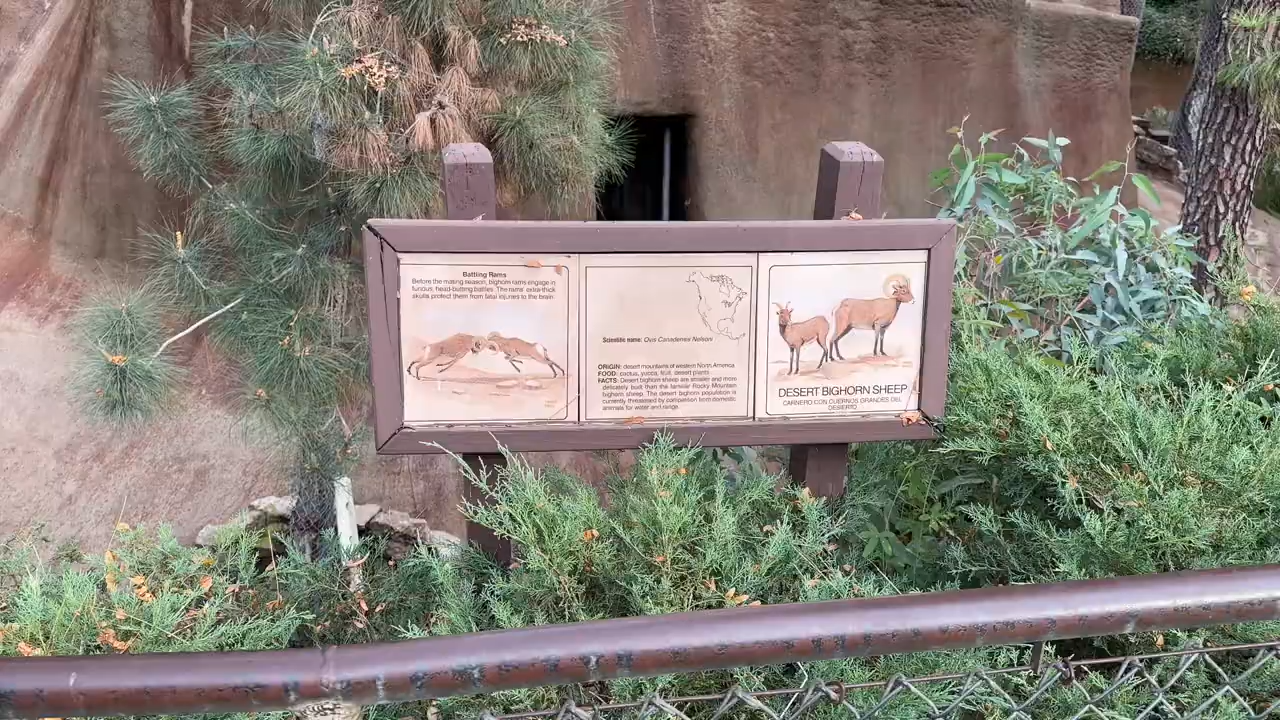 Battling Rams
Before the mating season, bighorn rams engage in
furious, head-butting battles. The rams' extra-thick
skulls protect them from fatal injuries to the brain.
Scientific name: Ovis Canadenes Nelsoni
ORIGIN: desert mountains of western North America
FOOD: cactus, yucca, fruit, desert plants
FACTS: Desert bighorn sheep are smaller and more
delicately built than the familiar Rocky Mountain
bighorn sheep. The desert bighorn population is
currently threatened by comparison form domestic
animals for water and range.
DESERT BIGHORN SHEEP
CARNERO CON CUERNOS GRANDES DEL
DESIERTO